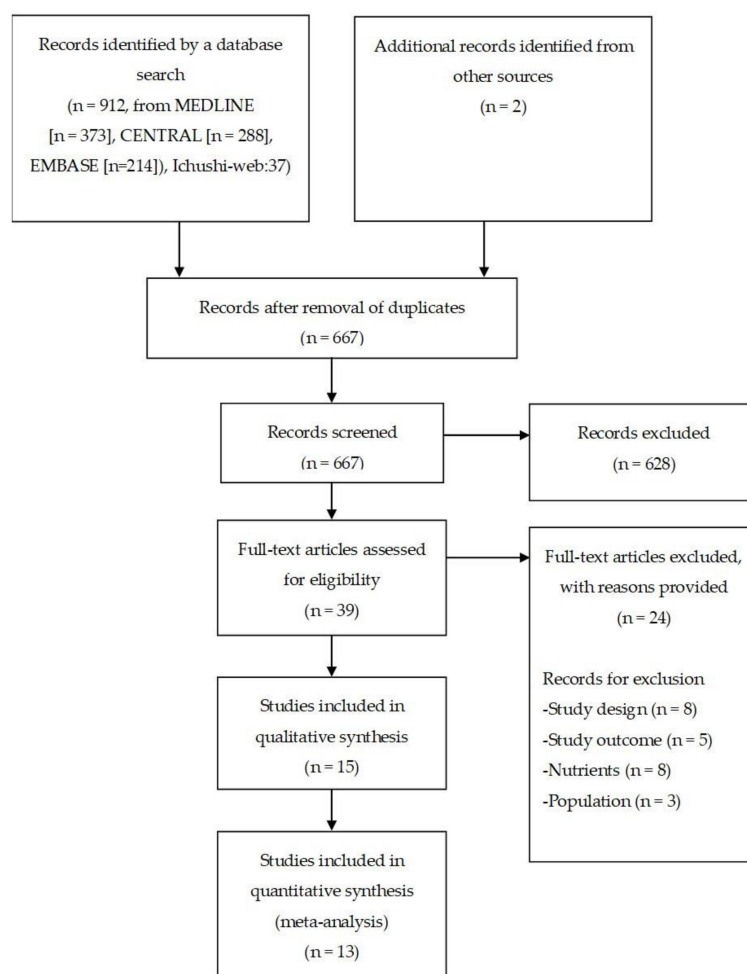 Records identified by a database
search
(n = 912, from MEDLINE
[n = 373], CENTRAL [n = 288],
EMBASE [n=214]), Ichushi-web:37)
Additional records identified from
other sources
(n = 2)
Records after removal of duplicates
(n = 667)
Records screened
(n = 667)
Records excluded
(n = 628)
Full-text articles assessed
for eligibility
(n = 39)
Full-text articles excluded,
with reasons provided
(n = 24)
Records for exclusion
-Study design (n = 8)
-Study outcome (n = 5)
-Nutrients (n = 8)
-Population (n = 3)
Studies included in
qualitative synthesis
(n = 15)
Studies included in
quantitative synthesis
(meta-analysis)
(n = 13)